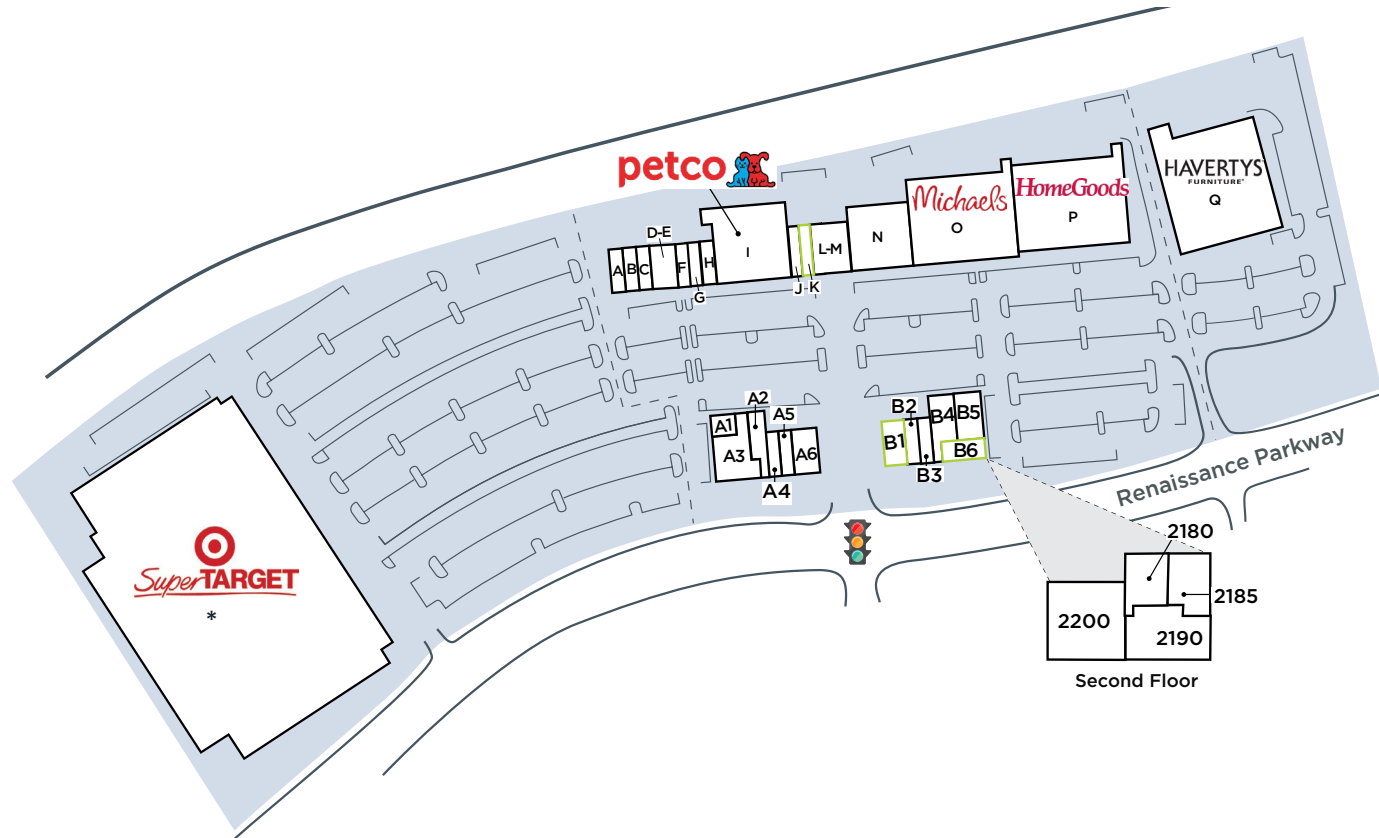 petco
HAVERTYS
FURNITURE
Q
Michaels
O
HomeGoods
P
D-E
A
B
C
F
G
H
I
J
K
L-M
N
A1
A2
A3
A4
A5
A6
B1
B2
B3
B4
B5
B6
Renaissance Parkway
SuperTARGET
*
2180
2185
2200
2190
Second Floor